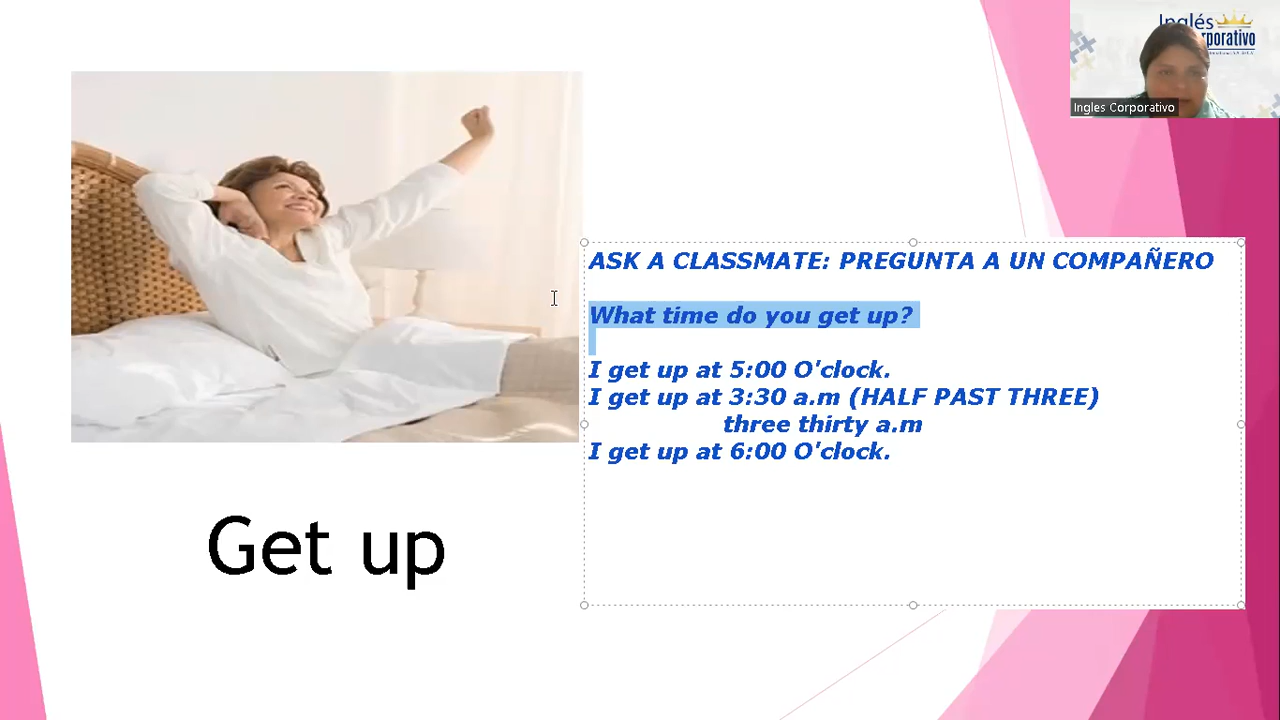 Inglés
porativo
Ingles Corporativo
ASK A CLASSMATE: PREGUNTA A UN COMPAÑERO
What time do you get up?
I get up at 5:00 O'clock.
I get up at 3:30 a.m (HALF PAST THREE)
three thirty a.m
I get up at 6:00 O'clock.
Get up